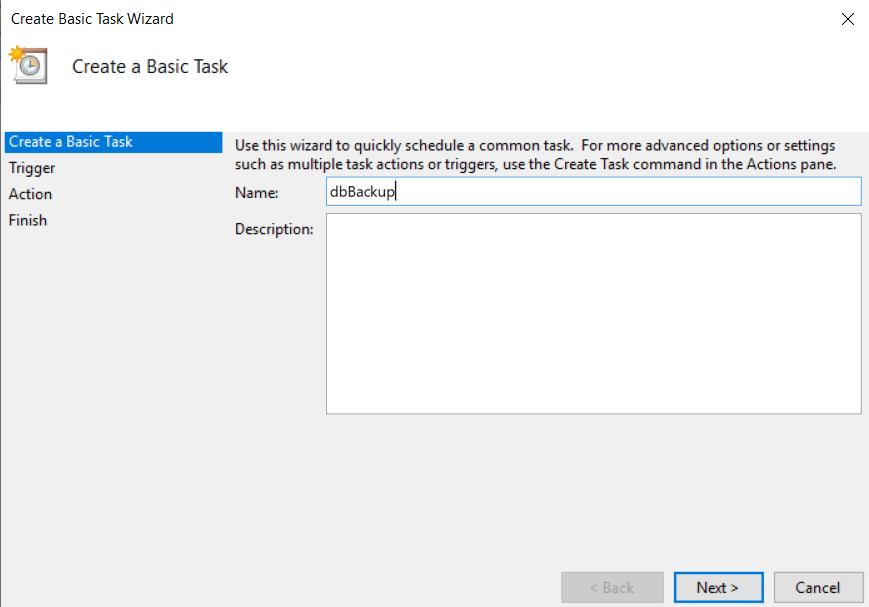 Create Basic Task Wizard
Create a Basic Task
Create a Basic Task
Use this wizard to quickly schedule a common task.  For more advanced options or settings
such as multiple task actions or triggers, use the Create Task command in the Actions pane.
Trigger
Name:
dbBackup
Action
Finish
Description:
< Back
Next >
Cancel